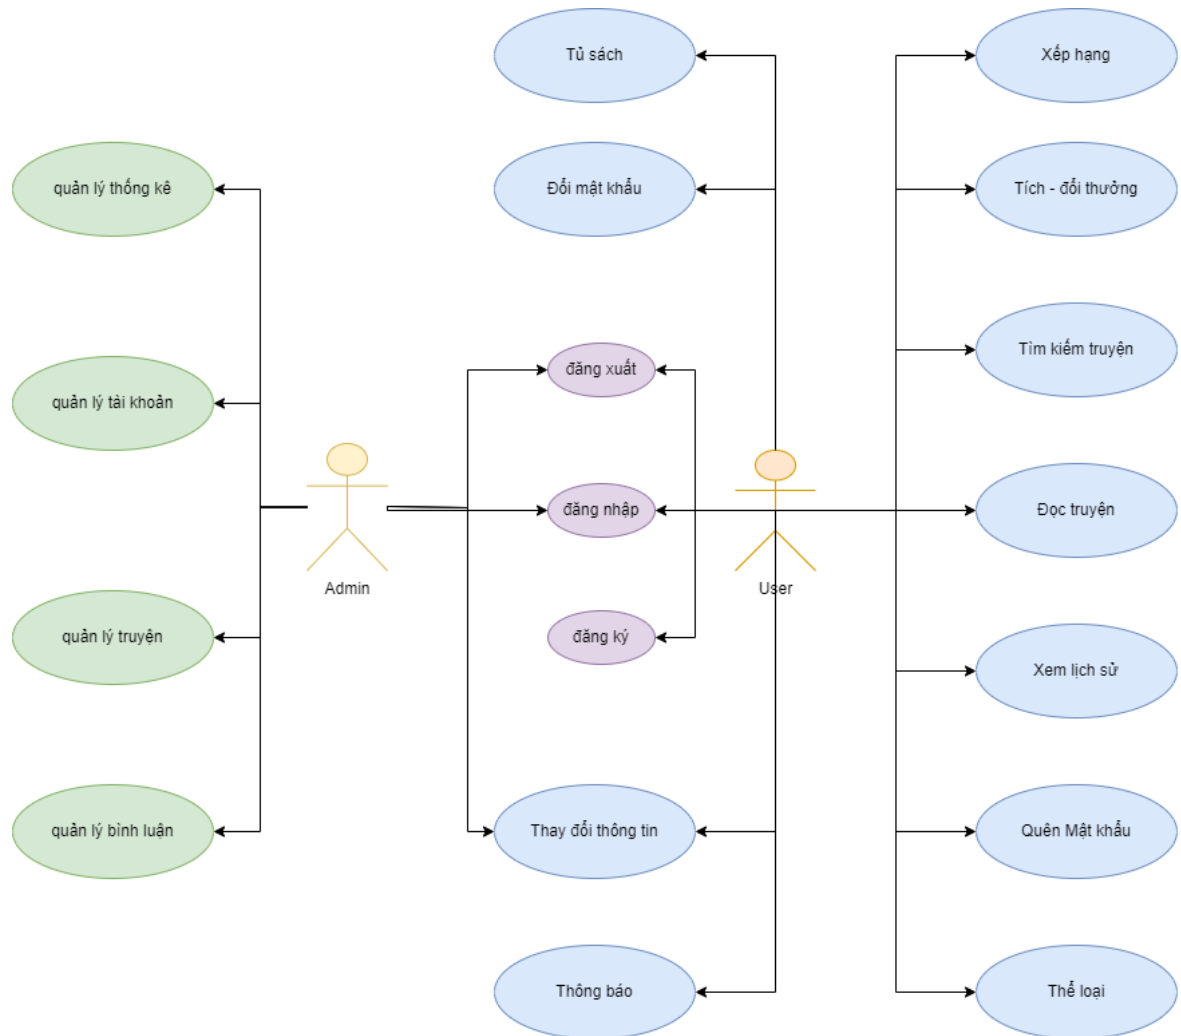 Tủ sách
Xếp hạng
quản lý thống kê
Đổi mật khẩu
Tích - đổi thưởng
đăng xuất
Tìm kiếm truyện
quản lý tài khoản
đăng nhập
Đọc truyện
Admin
User
quản lý truyện
đăng ký
Xem lịch sử
quản lý bình luận
Thay đổi thông tin
Quên Mật khẩu
Thông báo
Thể loại